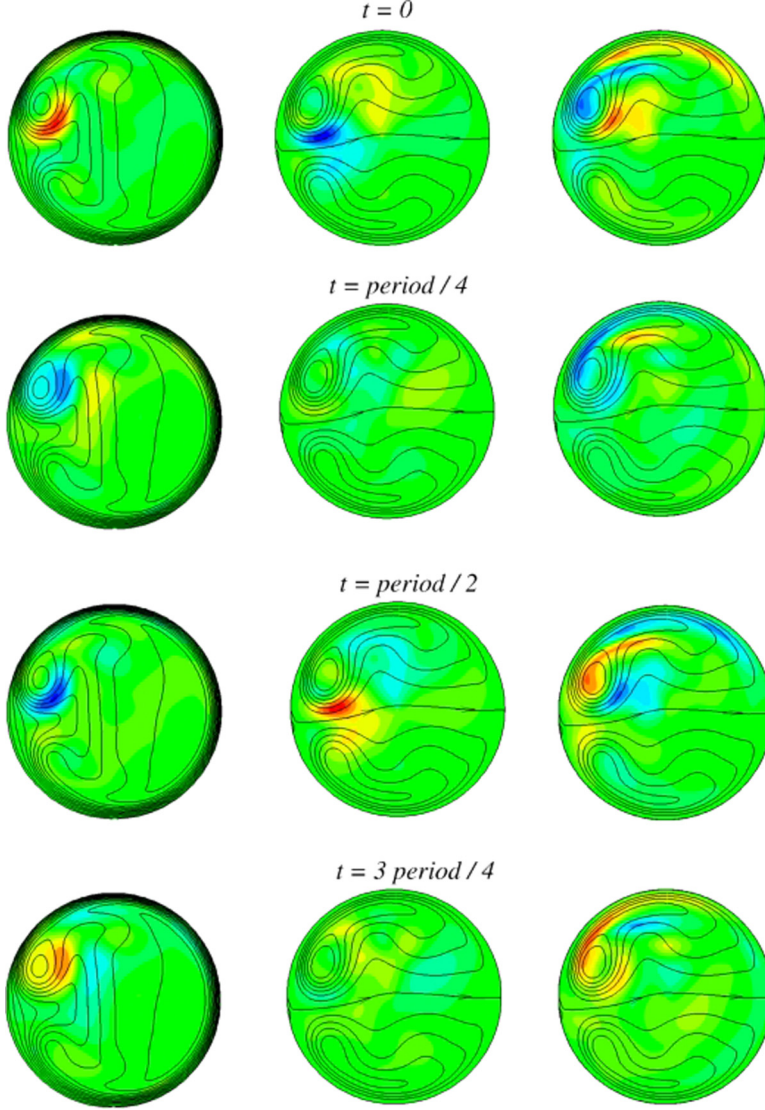 t = 0
t = period / 4
t = period / 2
t = 3 period / 4